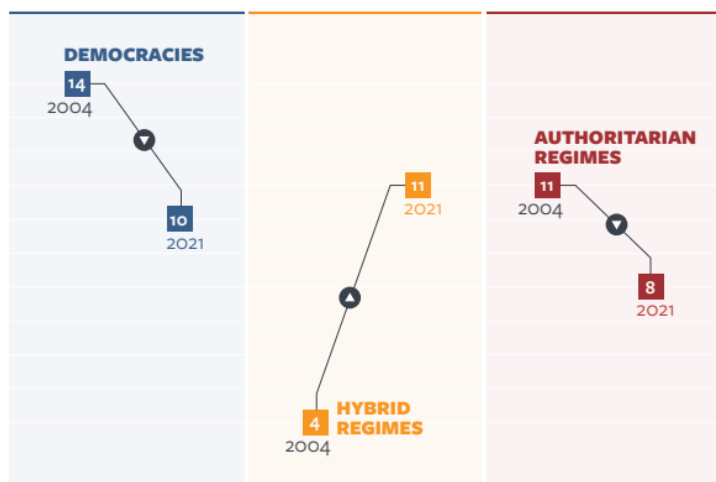 DEMOCRACIES
14
2004
10
2021
11
2021
4
2004
HYBRID
REGIMES
AUTHORITARIAN
REGIMES
11
2004
8
2021